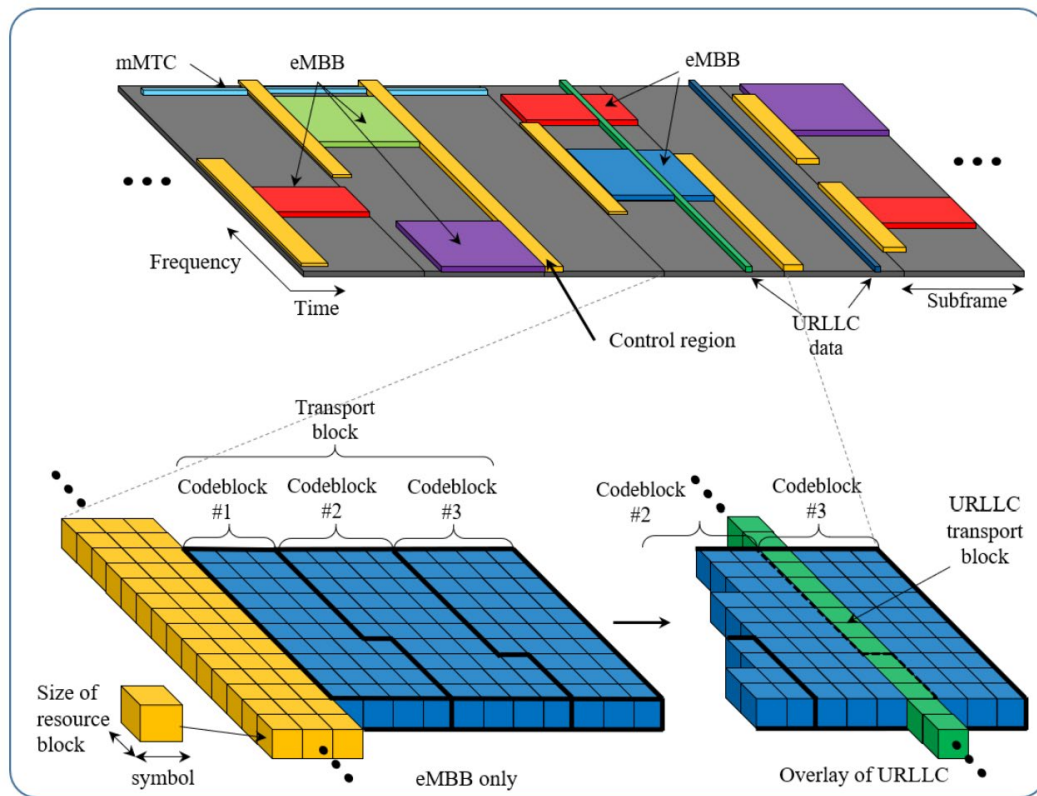 mMTC
eMBB
eMBB
Frequency
Time
Control region
URLLC
data
Subframe
Transport
block
Codeblock
#1
Codeblock
#2
Codeblock
#3
Codeblock
#2
Codeblock
#3
URLLC
transport
block
Size of
resource
block
symbol
eMBB only
Overlay of URLLC